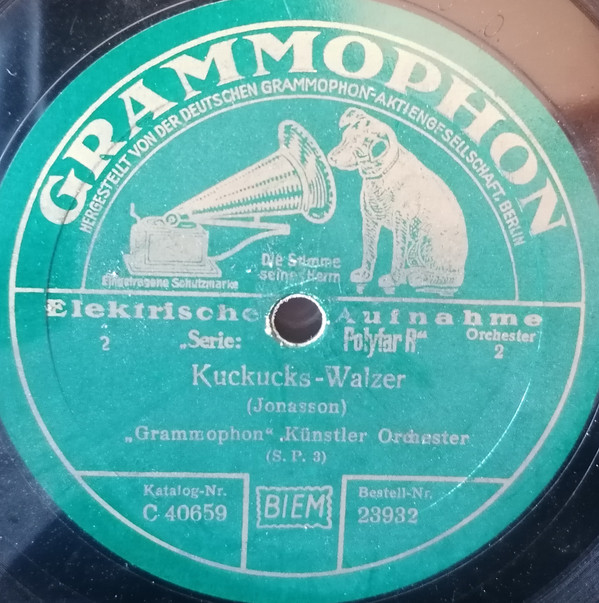 GRAMMOPHON
HERGESTELLT VON DER DEUTSCHEN GRAMMOPHON-AKTIENGESELLSCHAFT, BERLIN
Die Stimme
seines Herrn
Eingetragene Schutzmarke
Elektrische Aufnahme
2 „Serie: Polyfar R“ Orchester
2
Kuckucks-Walzer
(Jonasson)
„Grammophon“ Künstler Orchester
(S. P. 3)
Katalog-Nr. BIEM Bestell-Nr.
C 40659 23932